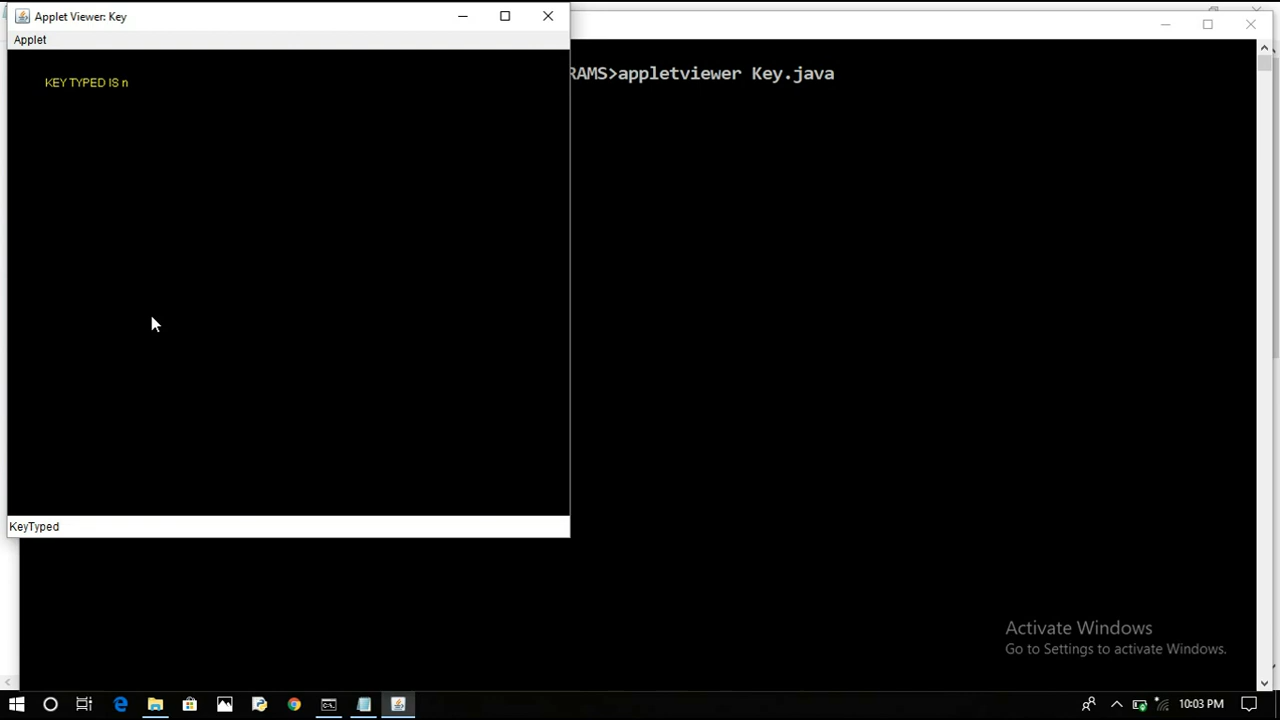 Applet Viewer: Key
Applet
KEY TYPED IS n
RAMS>appletviewer Key.java
KeyTyped
Activate Windows
Go to Settings to activate Windows.
10:03 PM